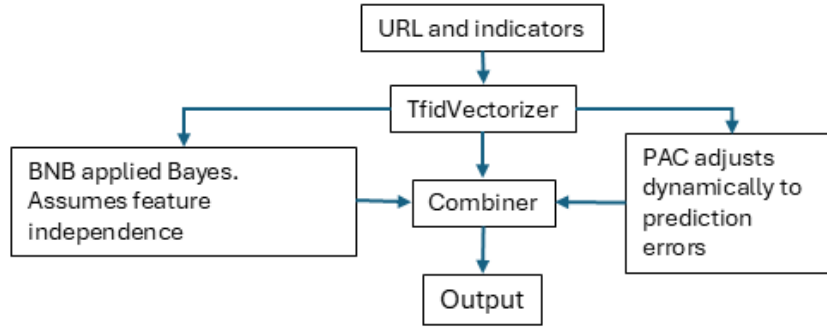 URL and indicators
TfidVectorizer
BNB applied Bayes.
Assumes feature
independence
PAC adjusts
dynamically to
prediction
errors
Combiner
Output